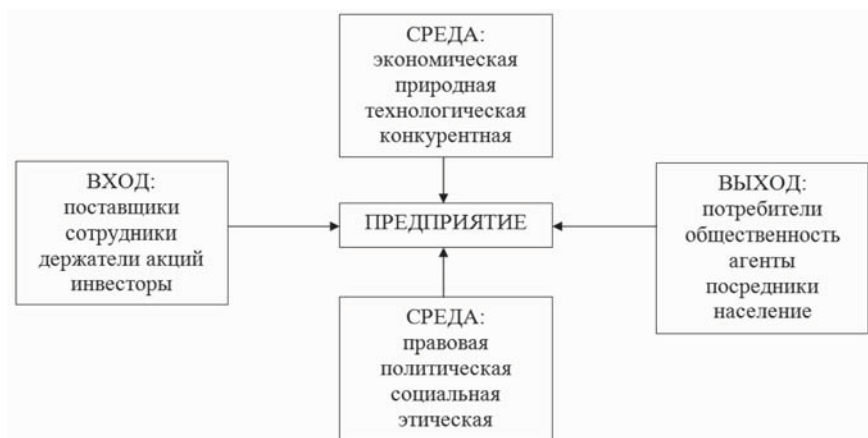 СРЕДА:
экономическая
природная
технологическая
конкурентная
ВХОД:
поставщики
сотрудники
держатели акций
инвесторы
ПРЕДПРИЯТИЕ
ВЫХОД:
потребители
общественность
агенты
посредники
население
СРЕДА:
правовая
политическая
социальная
этическая